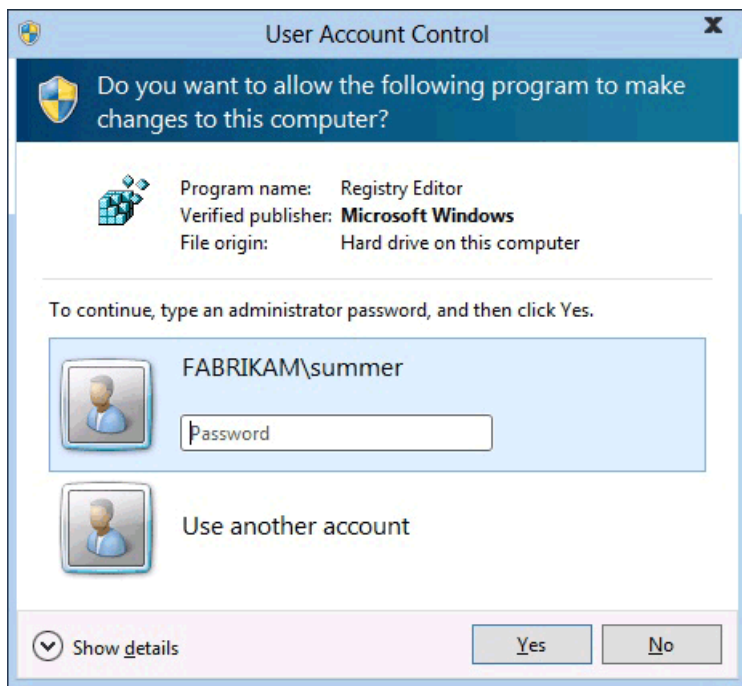 User Account Control
Do you want to allow the following program to make
changes to this computer?
Program name: Registry Editor
Verified publisher: Microsoft Windows
File origin: Hard drive on this computer
To continue, type an administrator password, and then click Yes.
FABRIKAM\summer
Password
Use another account
Show details
Yes
No